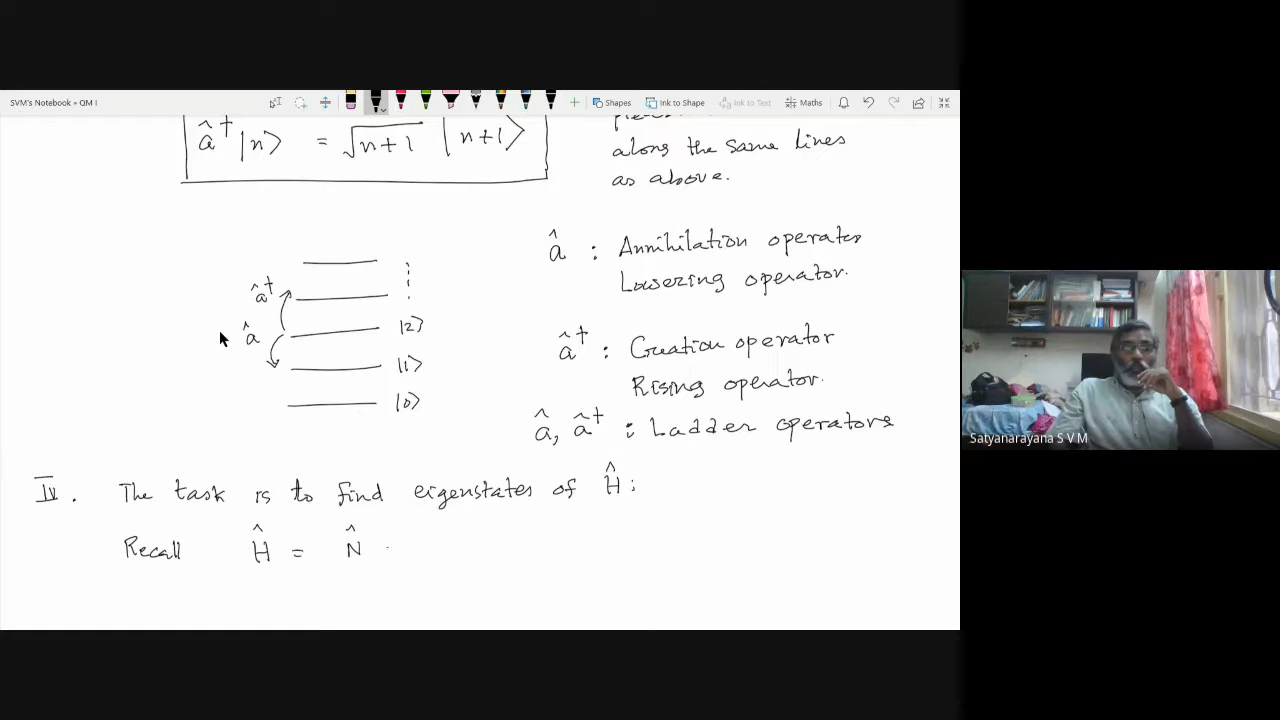 SVM's Notebook » QM I
Shapes
Ink to Shape
Ink to Text
Maths
â† |n> = √n+1 |n+1>
along the same lines
as above.
â : Annihilation operator
Lowering operator.
â†
â
|2>
|1>
|0>
â† : Creation operator
Rising operator.
â, â† : Ladder operators
IV. The task is to find eigenstates of Ĥ:
Recall Ĥ = N̂
Satyanarayana S V M